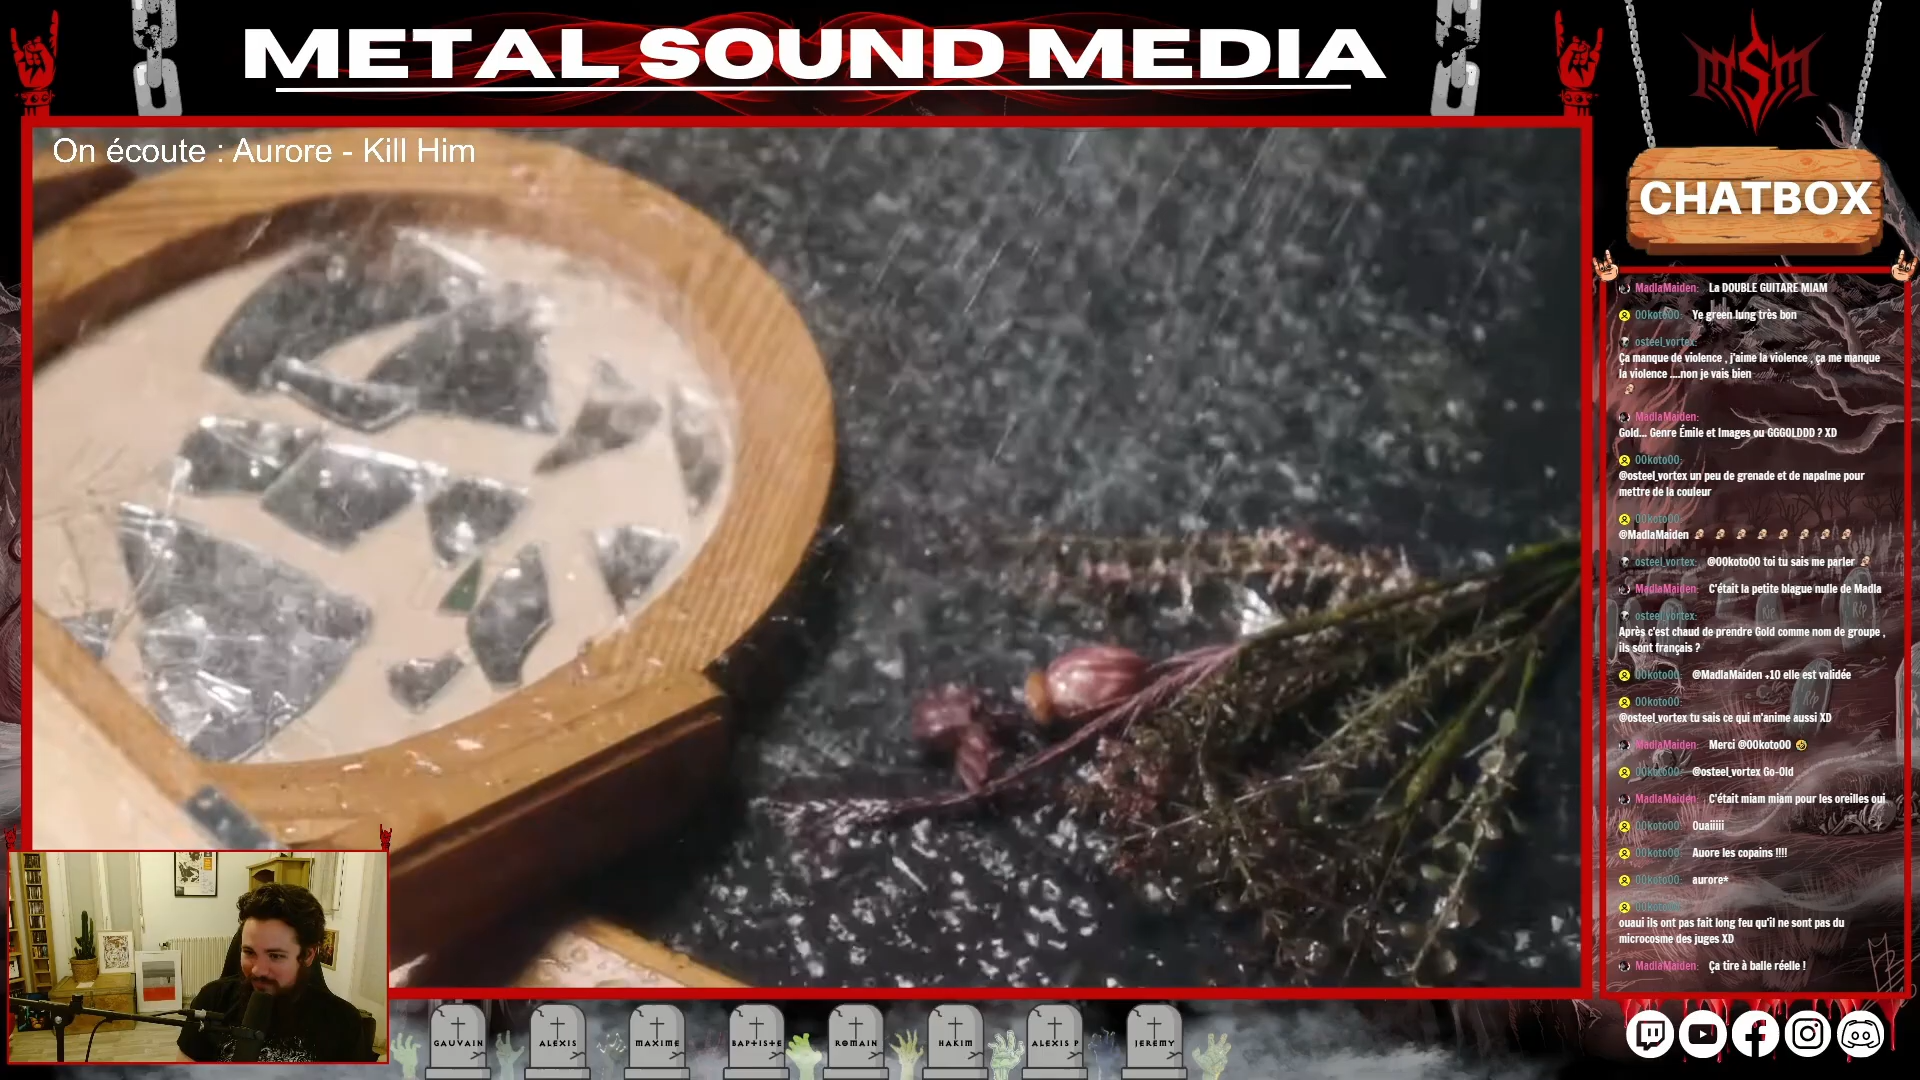 METAL SOUND MEDIA
MSM
On écoute : Aurore - Kill Him
CHATBOX
MadlaMaiden: La DOUBLE GUITARE MIAM
00koto00: Ye green lung très bon
osteel_vortex:
Ça manque de violence , j'aime la violence , ça me manque
la violence ....non je vais bien
MadlaMaiden:
Gold... Genre Émile et Images ou GGGOLDDD ? XD
00koto00:
@osteel_vortex un peu de grenade et de napalme pour
mettre de la couleur
00koto00:
@MadlaMaiden
osteel_vortex: @00koto00 toi tu sais me parler
MadlaMaiden: C'était la petite blague nulle de Madla
osteel_vortex:
Après c'est chaud de prendre Gold comme nom de groupe ,
ils sont français ?
00koto00: @MadlaMaiden +10 elle est validée
00koto00:
@osteel_vortex tu sais ce qui m'anime aussi XD
MadlaMaiden: Merci @00koto00
00koto00: @osteel_vortex Go-Old
MadlaMaiden: C'était miam miam pour les oreilles oui
00koto00: Ouaiiiii
00koto00: Auore les copains !!!!
00koto00: aurore*
00koto00:
ouaui ils ont pas fait long feu qu'il ne sont pas du
microcosme des juges XD
MadlaMaiden: Ça tire à balle réelle !
GAUVAIN
ALEXIS
MAXIME
BAPTISTE
ROMAIN
HAKIM
ALEXIS P
JEREMY